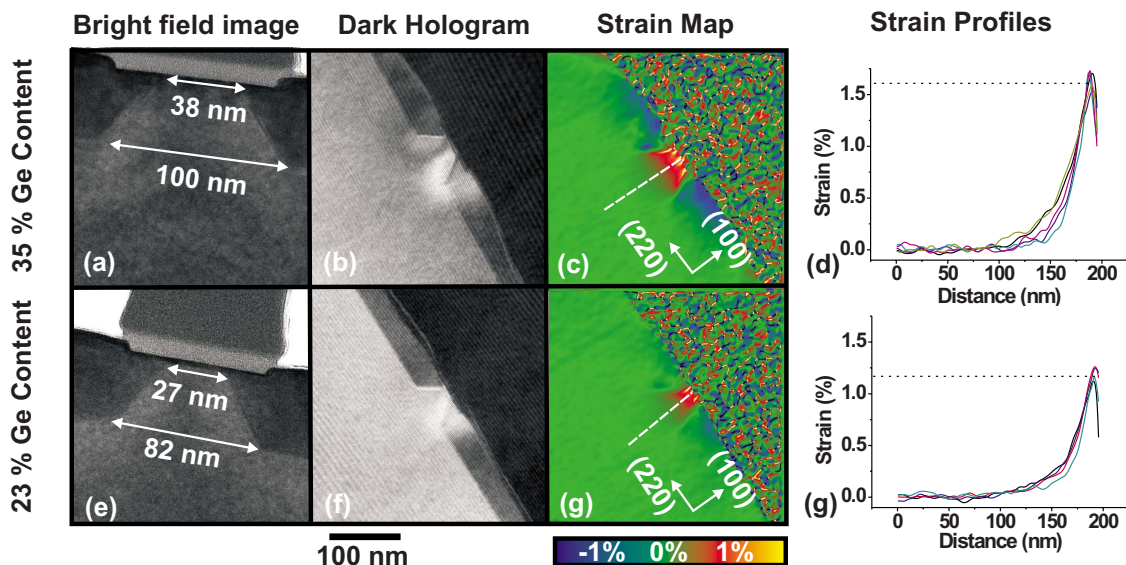 Bright field image
Dark Hologram
Strain Map
Strain Profiles
35 % Ge Content
38 nm
100 nm
(a)
(b)
(220)
(100)
(c)
Strain (%)
1.5
1.0
0.5
0.0
0 50 100 150 200
Distance (nm)
(d)
23 % Ge Content
27 nm
82 nm
(e)
(f)
(220)
(100)
(g)
Strain (%)
1.5
1.0
0.5
0.0
0 50 100 150 200
Distance (nm)
(g)
100 nm
-1% 0% 1%